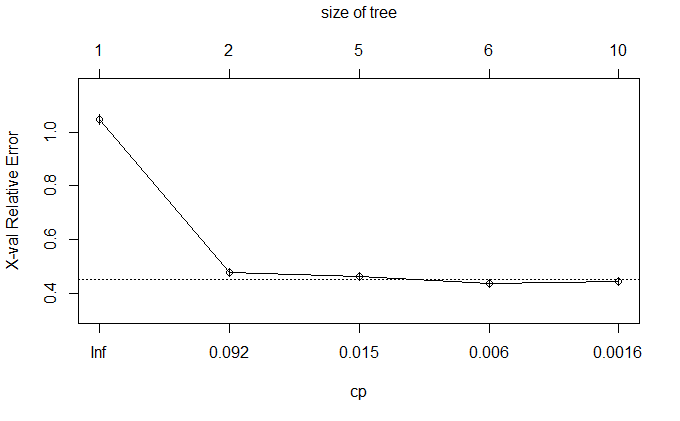 size of tree
1 2 5 6 10
X-val Relative Error
1.0
0.8
0.6
0.4
Inf 0.092 0.015 0.006 0.0016
cp